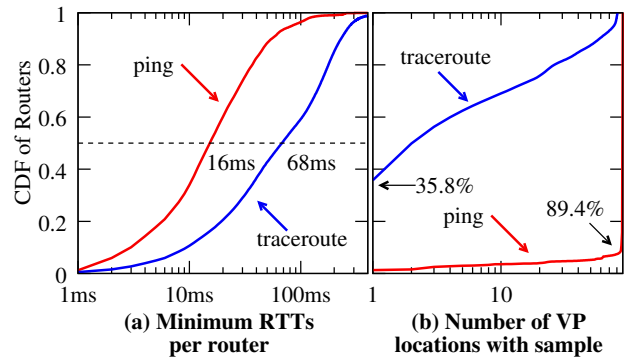 CDF of Routers
1
0.8
0.6
0.4
0.2
0
ping
16ms
68ms
traceroute
1ms
10ms
100ms
(a) Minimum RTTs
per router
traceroute
35.8%
89.4%
ping
1
10
(b) Number of VP
locations with sample